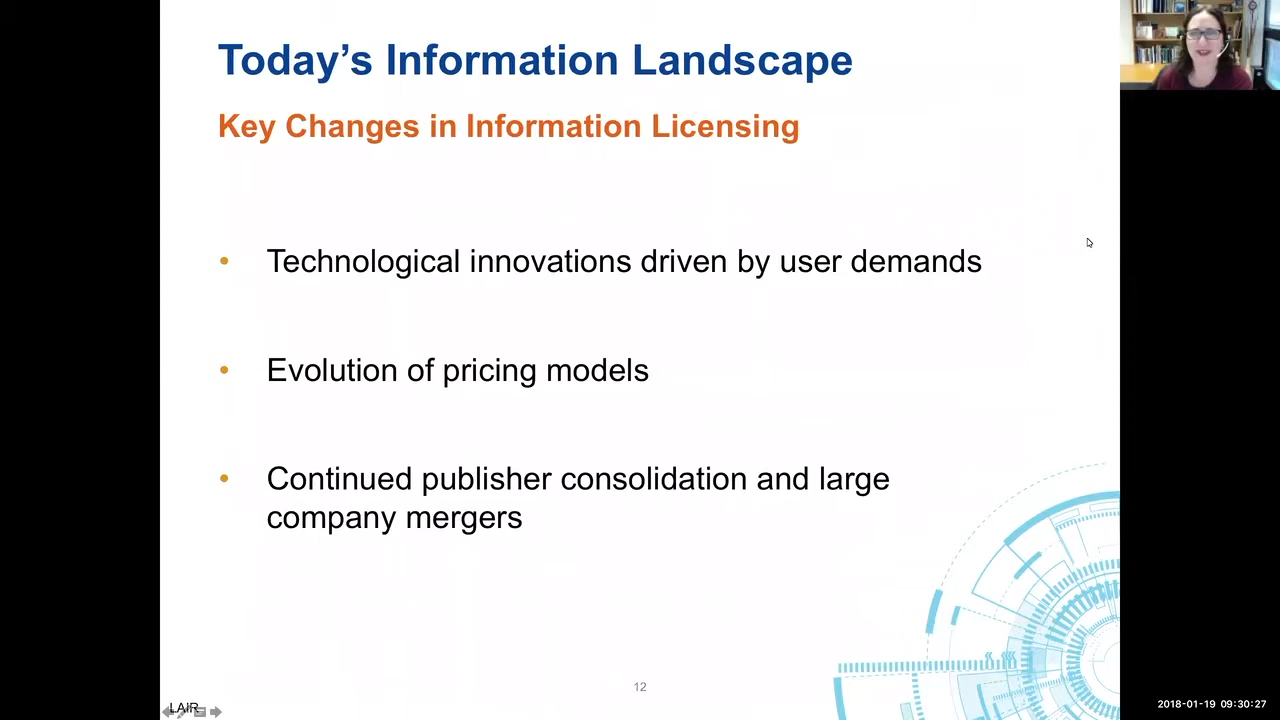 Today's Information Landscape
Key Changes in Information Licensing
• Technological innovations driven by user demands
• Evolution of pricing models
• Continued publisher consolidation and large
company mergers
12
LAIR
2018-01-19 09:30:27